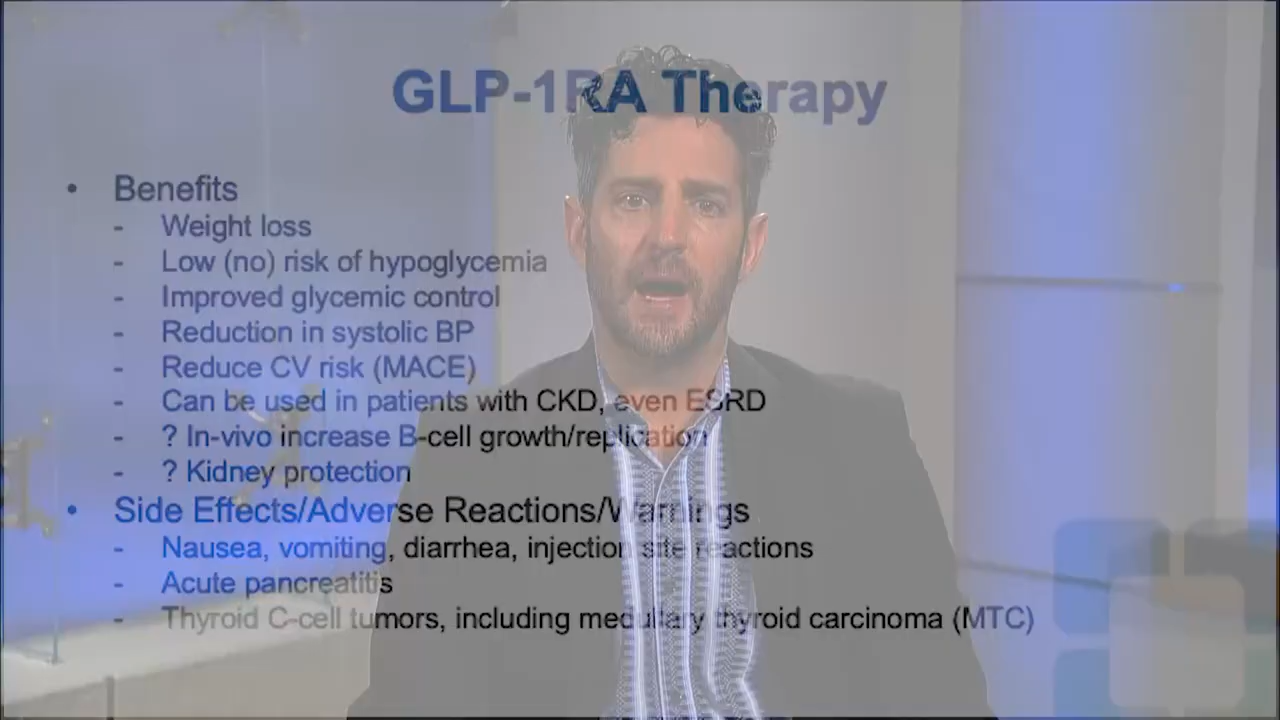 GLP-1RA Therapy
• Benefits
- Weight loss
- Low (no) risk of hypoglycemia
- Improved glycemic control
- Reduction in systolic BP
- Reduce CV risk (MACE)
- Can be used in patients with CKD, even ESRD
- ? In-vivo increase B-cell growth/replication
- ? Kidney protection
• Side Effects/Adverse Reactions/Warnings
- Nausea, vomiting, diarrhea, injection site reactions
- Acute pancreatitis
- Thyroid C-cell tumors, including medullary thyroid carcinoma (MTC)